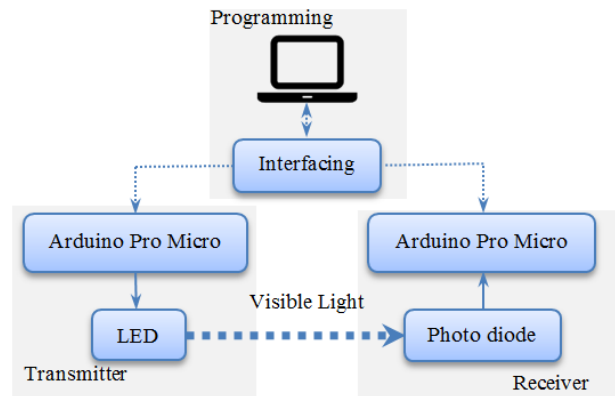 Programming
Interfacing
Arduino Pro Micro
Arduino Pro Micro
Visible Light
LED
Photo diode
Transmitter
Receiver